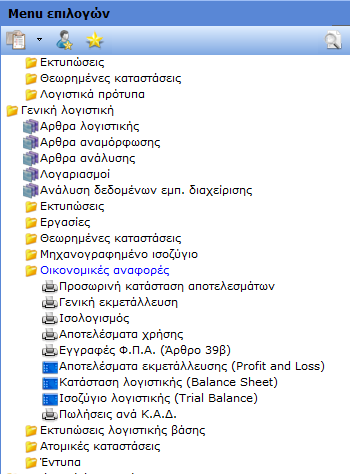 Menu επιλογών
Εκτυπώσεις
Θεωρημένες καταστάσεις
Λογιστικά πρότυπα
Γενική λογιστική
Αρθρα λογιστικής
Αρθρα αναμόρφωσης
Αρθρα ανάλυσης
Λογαριασμοί
Ανάλυση δεδομένων εμπ. διαχείρισης
Εκτυπώσεις
Εργασίες
Θεωρημένες καταστάσεις
Μηχανογραφημένο ισοζύγιο
Οικονομικές αναφορές
Προσωρινή κατάσταση αποτελεσμάτων
Γενική εκμετάλλευση
Ισολογισμός
Αποτελέσματα χρήσης
Εγγραφές Φ.Π.Α. (Άρθρο 39β)
Αποτελέσματα εκμετάλλευσης (Profit and Loss)
Κατάσταση λογιστικής (Balance Sheet)
Ισοζύγιο λογιστικής (Trial Balance)
Πωλήσεις ανά Κ.Α.Δ.
Εκτυπώσεις λογιστικής βάσης
Ατομικές καταστάσεις
Έντυπα